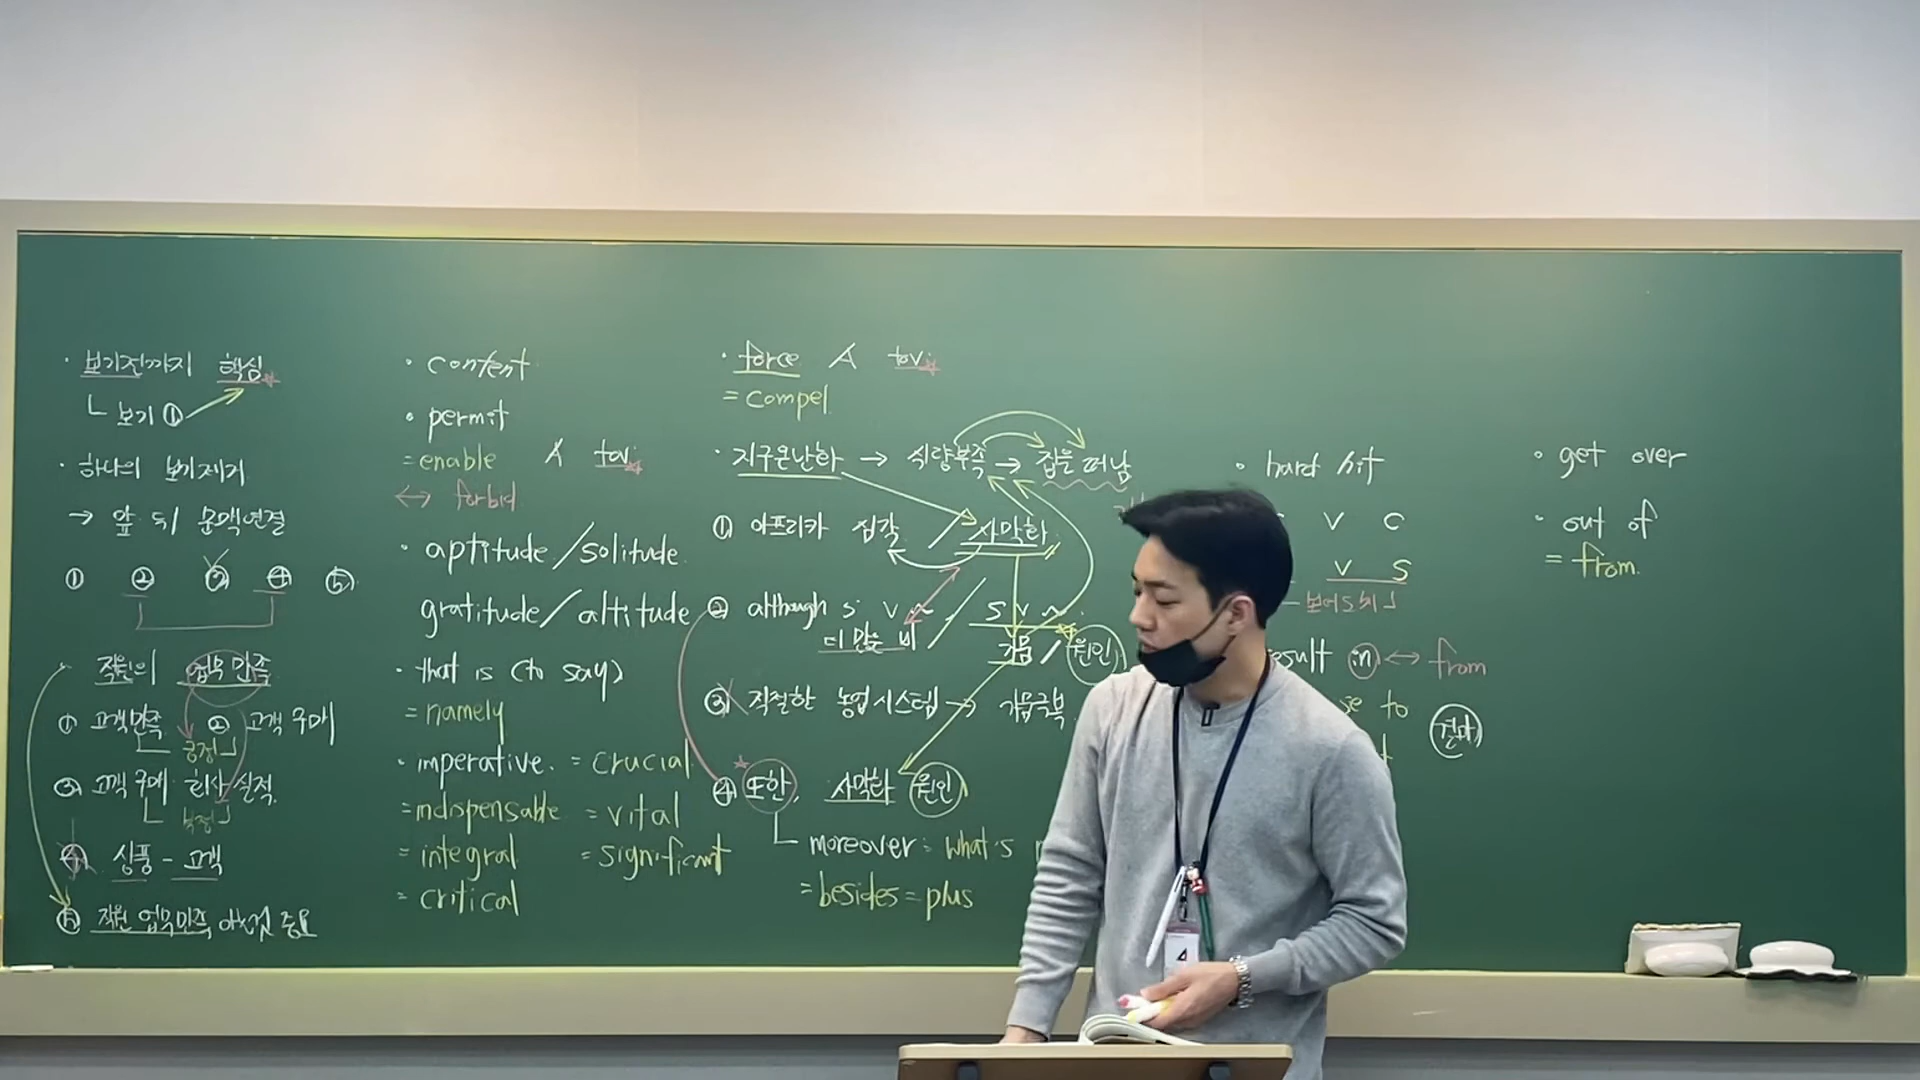 · 보기전까지 핵심
└ 보기 ①
· 하나의 보기제거
→ 앞 뒤 문맥연결
① ② ③ ④ ⑤
· 직원의 업무만족
① 고객만족 ② 고객 구매
긍정
③ 고객 구매 회사 실적
부정
④ 상품 - 고객
⑤ 직원 업무만족 중요
· content
· permit
= enable A to v.
↔ forbid
· aptitude / solitude
gratitude / altitude
· that is (to say)
= namely
· imperative. = crucial
= indispensable = vital
= integral = significant
= critical
· force A to v.
= compel
· 지구온난화 → 식량부족 → 집을 떠남
① 아프리카 심각 / 사막화
② although S V ~ / S V ~
더 많은 비 / 가뭄 / 원인
③ 적절한 농업시스템 → 가뭄극복
④ 또한, 사막화 원인
└ moreover = what's
= besides = plus
· hard hit
V C
V S
in ↔ from
to
결과
· get over
· out of
= from.